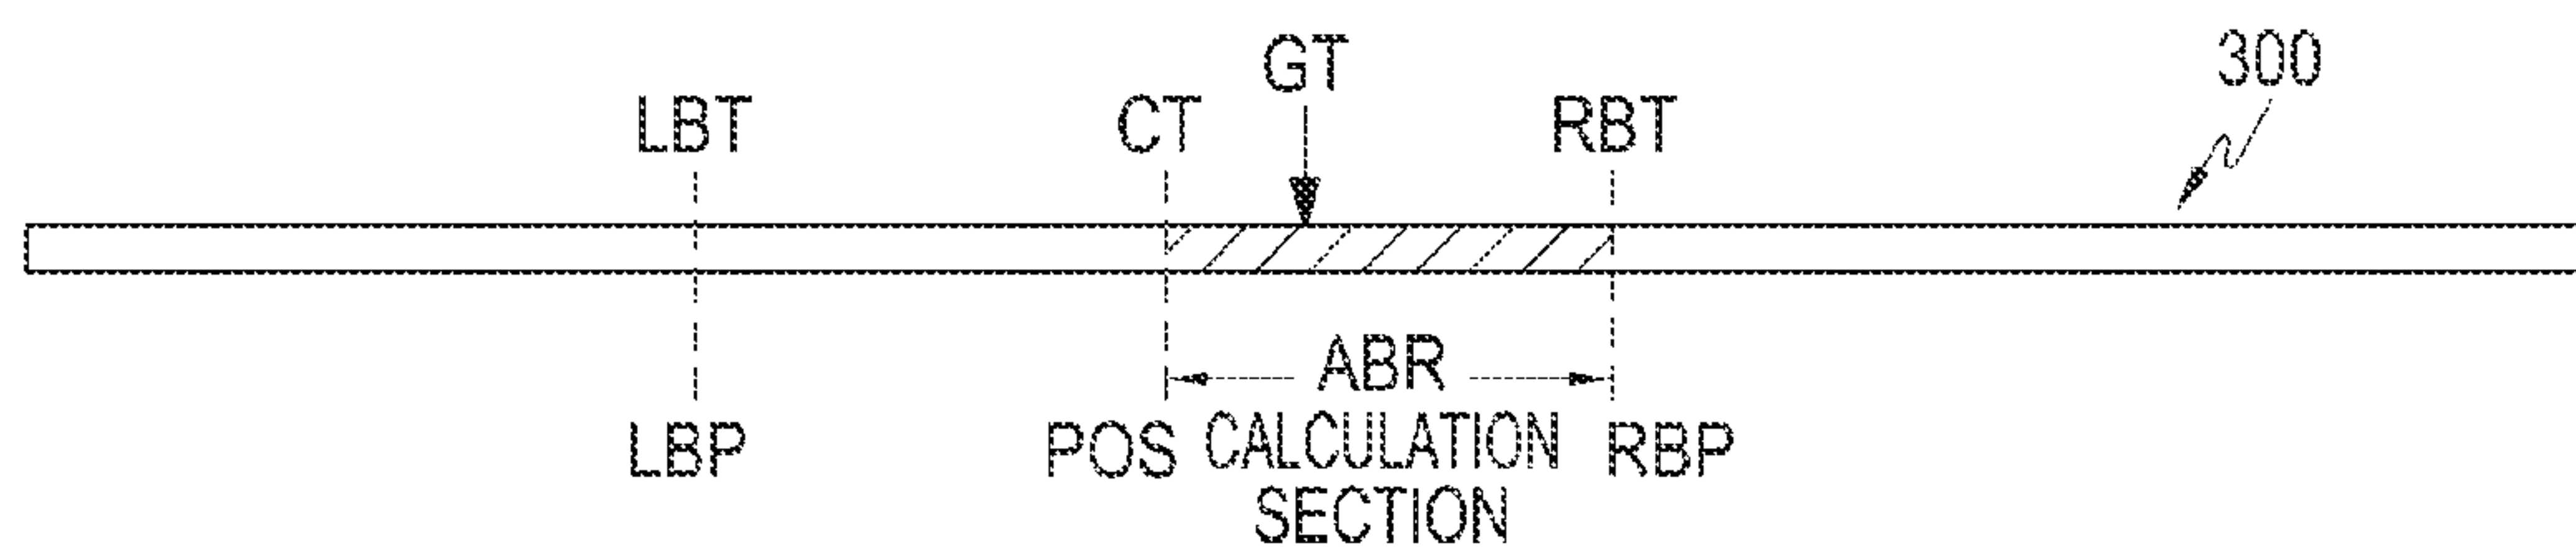 GT
300
LBT CT RBT
ABR
LBP POS CALCULATION RBP
SECTION